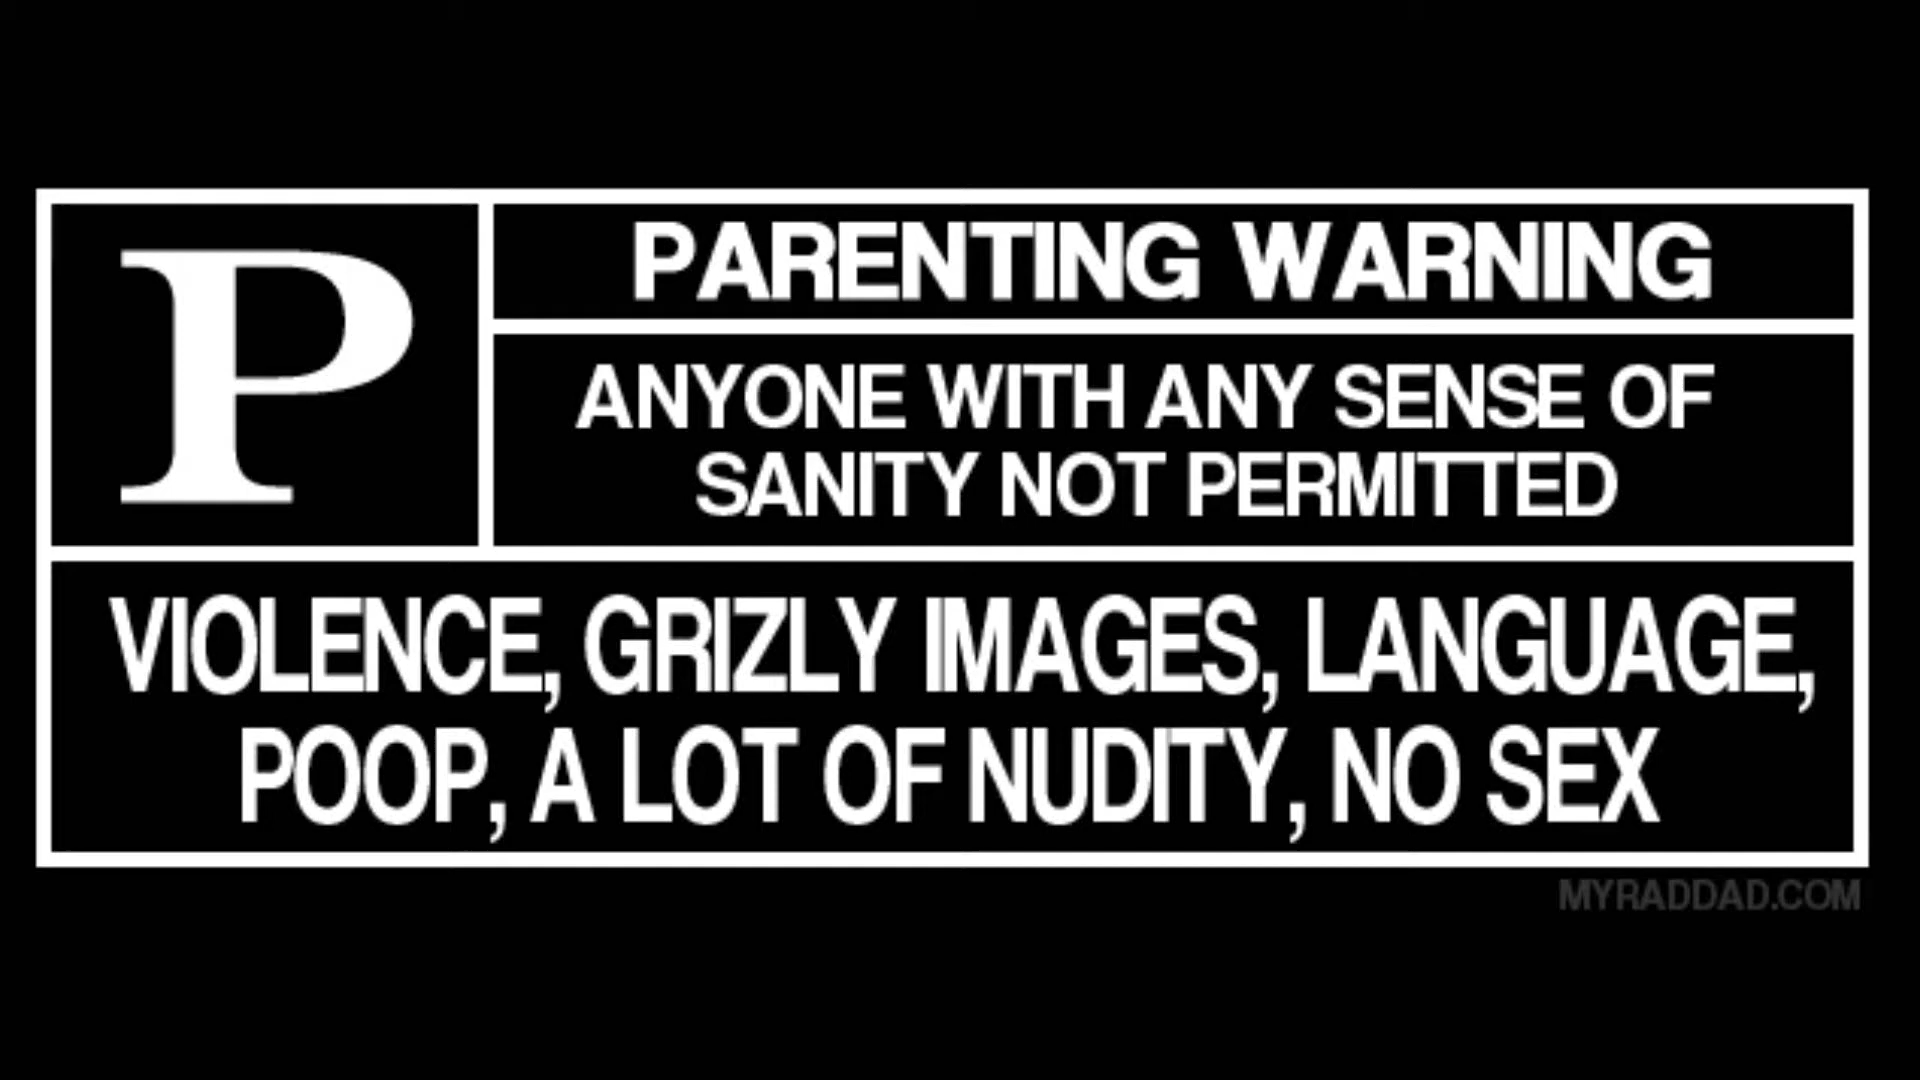 P
PARENTING WARNING
ANYONE WITH ANY SENSE OF
SANITY NOT PERMITTED
VIOLENCE, GRIZLY IMAGES, LANGUAGE,
POOP, A LOT OF NUDITY, NO SEX
MYRADDAD.COM